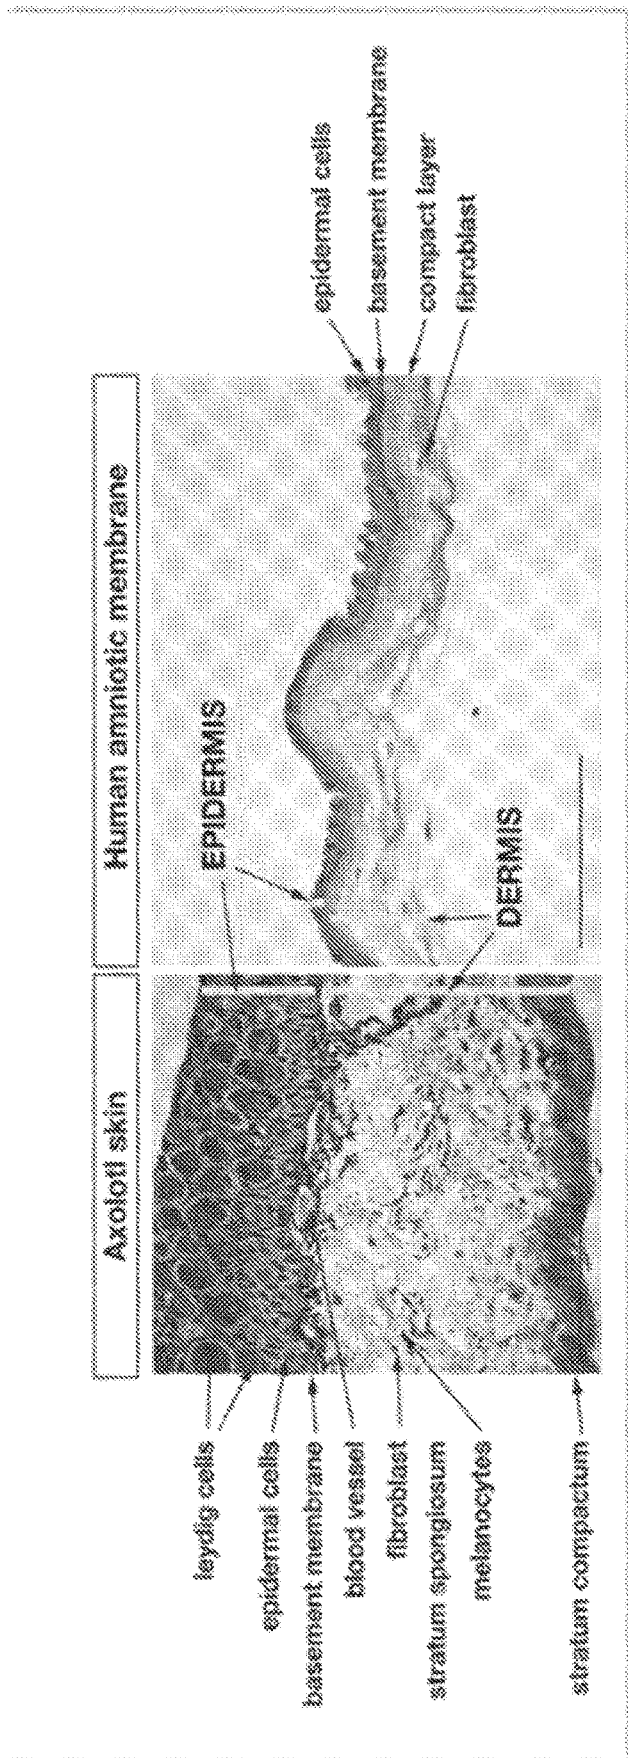 Axolotl skin
Human amniotic membrane
leydig cells
epidermal cells
basement membrane
blood vessel
fibroblast
stratum spongiosum
melanocytes
stratum compactum
EPIDERMIS
DERMIS
epidermal cells
basement membrane
compact layer
fibroblast